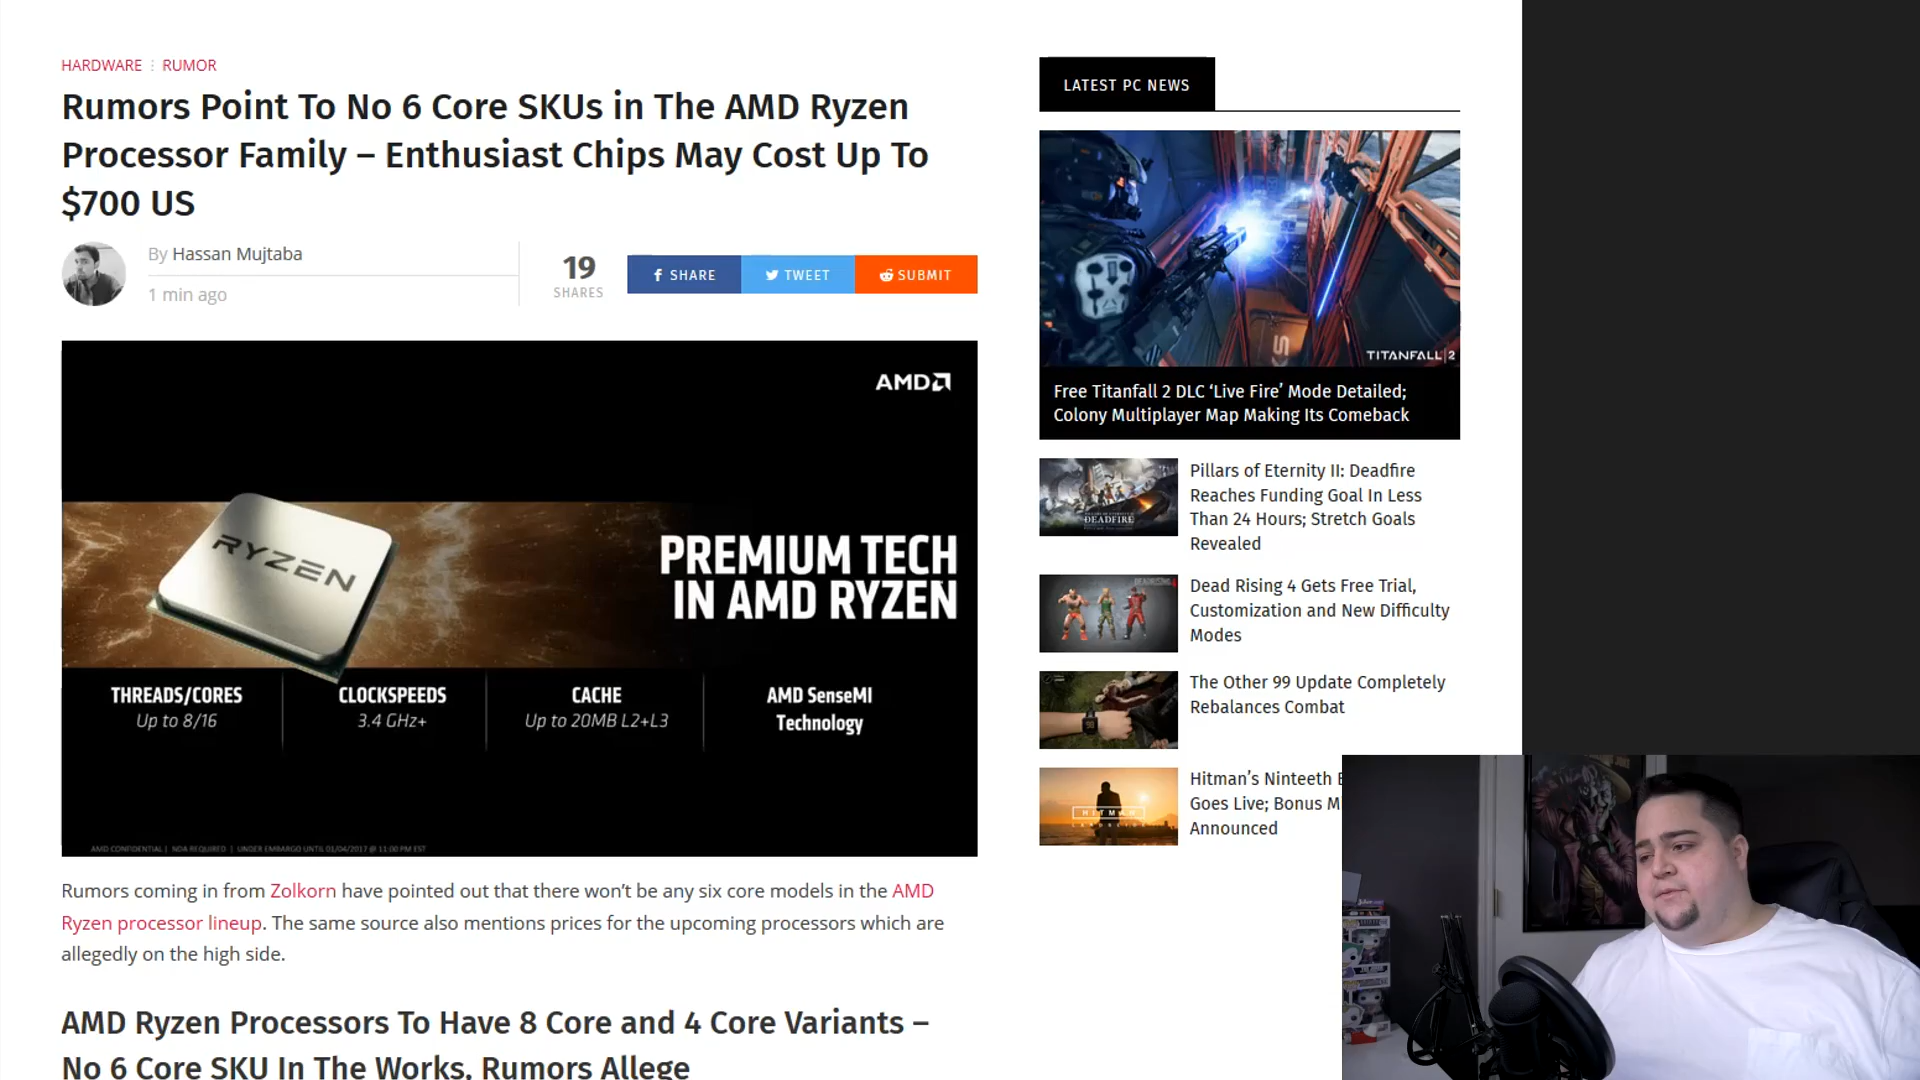 HARDWARE RUMOR
Rumors Point To No 6 Core SKUs in The AMD Ryzen
Processor Family – Enthusiast Chips May Cost Up To
$700 US
By Hassan Mujtaba
1 min ago
19
SHARES
SHARE
TWEET
SUBMIT
AMD
RYZEN
PREMIUM TECH
IN AMD RYZEN
THREADS/CORES
Up to 8/16
CLOCKSPEEDS
3.4 GHz+
CACHE
Up to 20MB L2+L3
AMD SenseMI
Technology
AMD CONFIDENTIAL | NDA REQUIRED | UNDER EMBARGO UNTIL 01/04/2017 @ 11:00 PM EST
Rumors coming in from Zolkorn have pointed out that there won’t be any six core models in the AMD
Ryzen processor lineup. The same source also mentions prices for the upcoming processors which are
allegedly on the high side.
AMD Ryzen Processors To Have 8 Core and 4 Core Variants –
No 6 Core SKU In The Works, Rumors Allege
LATEST PC NEWS
TITANFALL 2
Free Titanfall 2 DLC ‘Live Fire’ Mode Detailed;
Colony Multiplayer Map Making Its Comeback
DEADFIRE
Pillars of Eternity II: Deadfire
Reaches Funding Goal In Less
Than 24 Hours; Stretch Goals
Revealed
Dead Rising 4 Gets Free Trial,
Customization and New Difficulty
Modes
The Other 99 Update Completely
Rebalances Combat
HITMAN
Hitman’s Ninteeth
Goes Live; Bonus
Announced